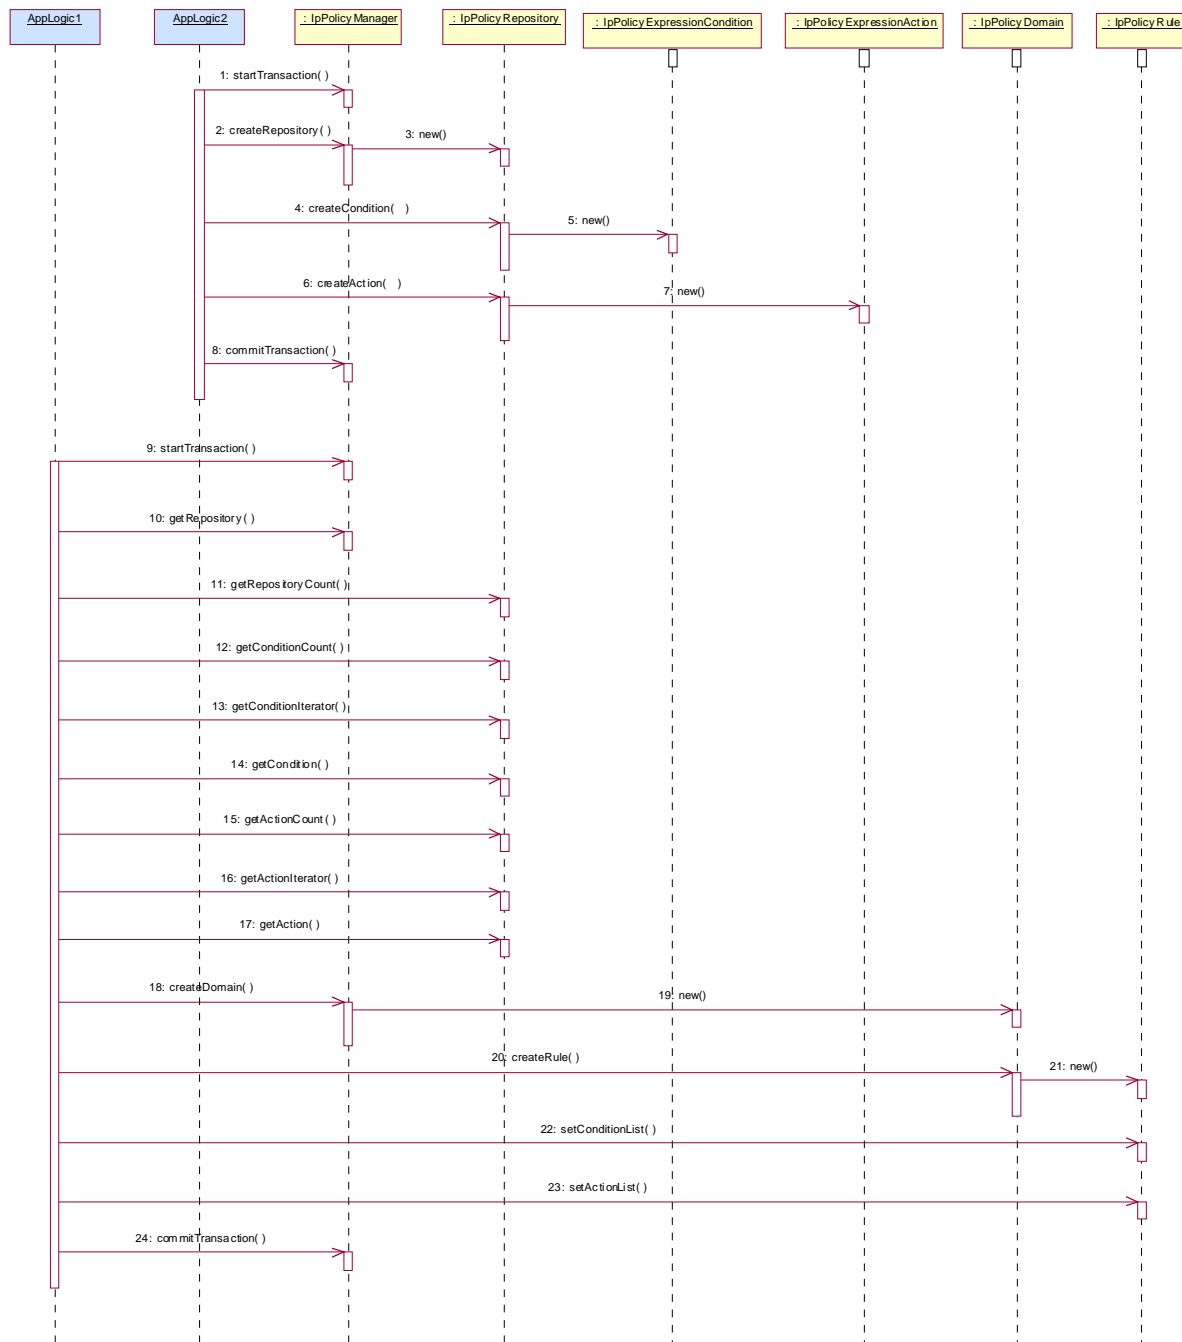 AppLogic1
AppLogic2
: IpPolicyManager
: IpPolicyRepository
: IpPolicyExpressionCondition
: IpPolicyExpressionAction
: IpPolicyDomain
: IpPolicyRule
1: startTransaction( )
2: createRepository( )
3: new()
4: createCondition( )
5: new()
6: createAction( )
7: new()
8: commitTransaction( )
9: startTransaction( )
10: getRepository( )
11: getRepositoryCount( )
12: getConditionCount( )
13: getConditionIterator( )
14: getCondition( )
15: getActionCount( )
16: getActionIterator( )
17: getAction( )
18: createDomain( )
19: new()
20: createRule( )
21: new()
22: setConditionList( )
23: setActionList( )
24: commitTransaction( )